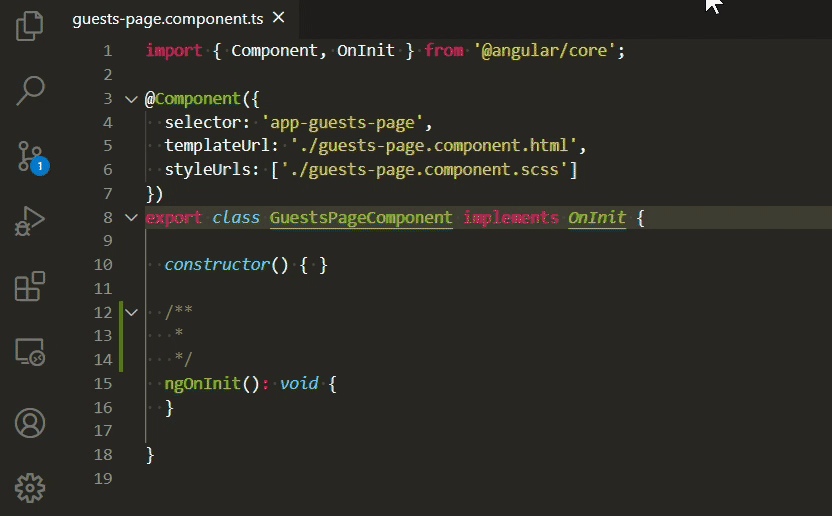 guests-page.component.ts
1 import { Component, OnInit } from '@angular/core';
2
3 @Component({
4 selector: 'app-guests-page',
5 templateUrl: './guests-page.component.html',
6 styleUrls: ['./guests-page.component.scss']
7 })
8 export class GuestsPageComponent implements OnInit {
9
10 constructor() { }
11
12 /**
13 *
14 */
15 ngOnInit(): void {
16 }
17
18 }
19
1